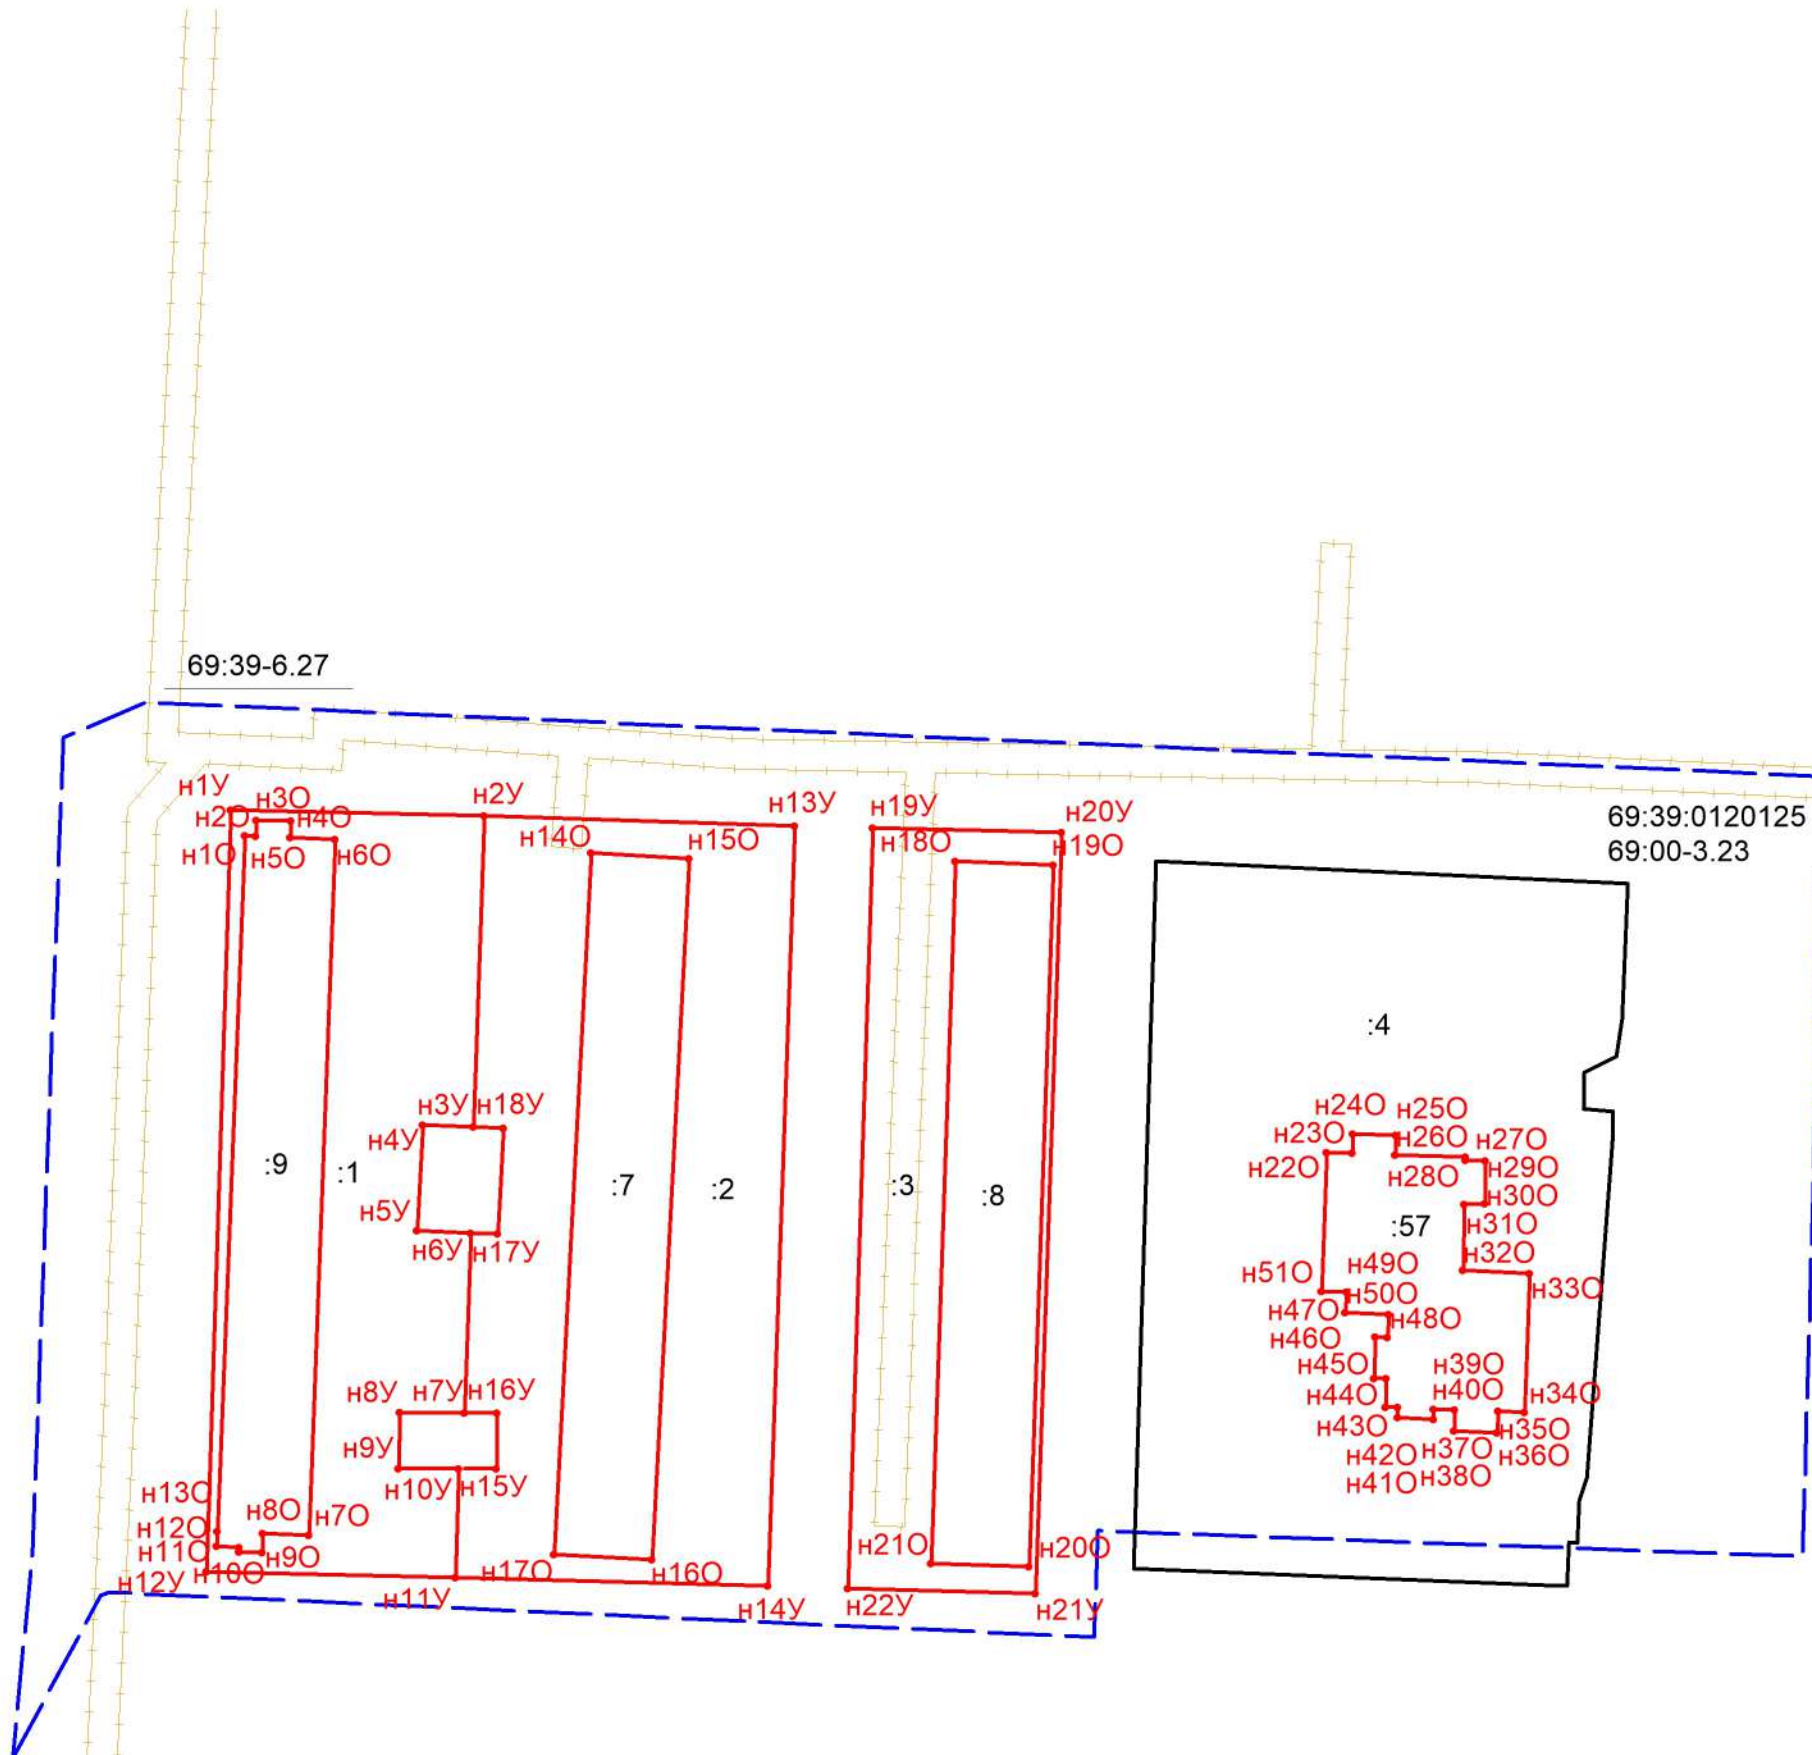 69:39-6.27
н1У
н3О
н2У
н13У
н19У
н20У
69:39:0120125
н2О
н4О
н14О
н15О
н18О
н19О
69:00-3.23
н1О
н5О
н6О
:4
н3У
н18У
н24О
н25О
н4У
н23О
н26О
н27О
:9
:1
:7
:2
:3
:8
н22О
н28О
н29О
н30О
н5У
:57
н31О
н6У
н17У
н32О
н51О
н49О
н50О
н33О
н47О
н48О
н46О
н45О
н39О
н8У
н7У
н16У
н44О
н40О
н34О
н43О
н35О
н9У
н42О
н37О
н36О
н10У
н15У
н41О
н38О
н13О
н8О
н7О
н12О
н11О
н9О
н21О
н20О
н12У
н10О
н17О
н16О
н11У
н14У
н22У
н21У